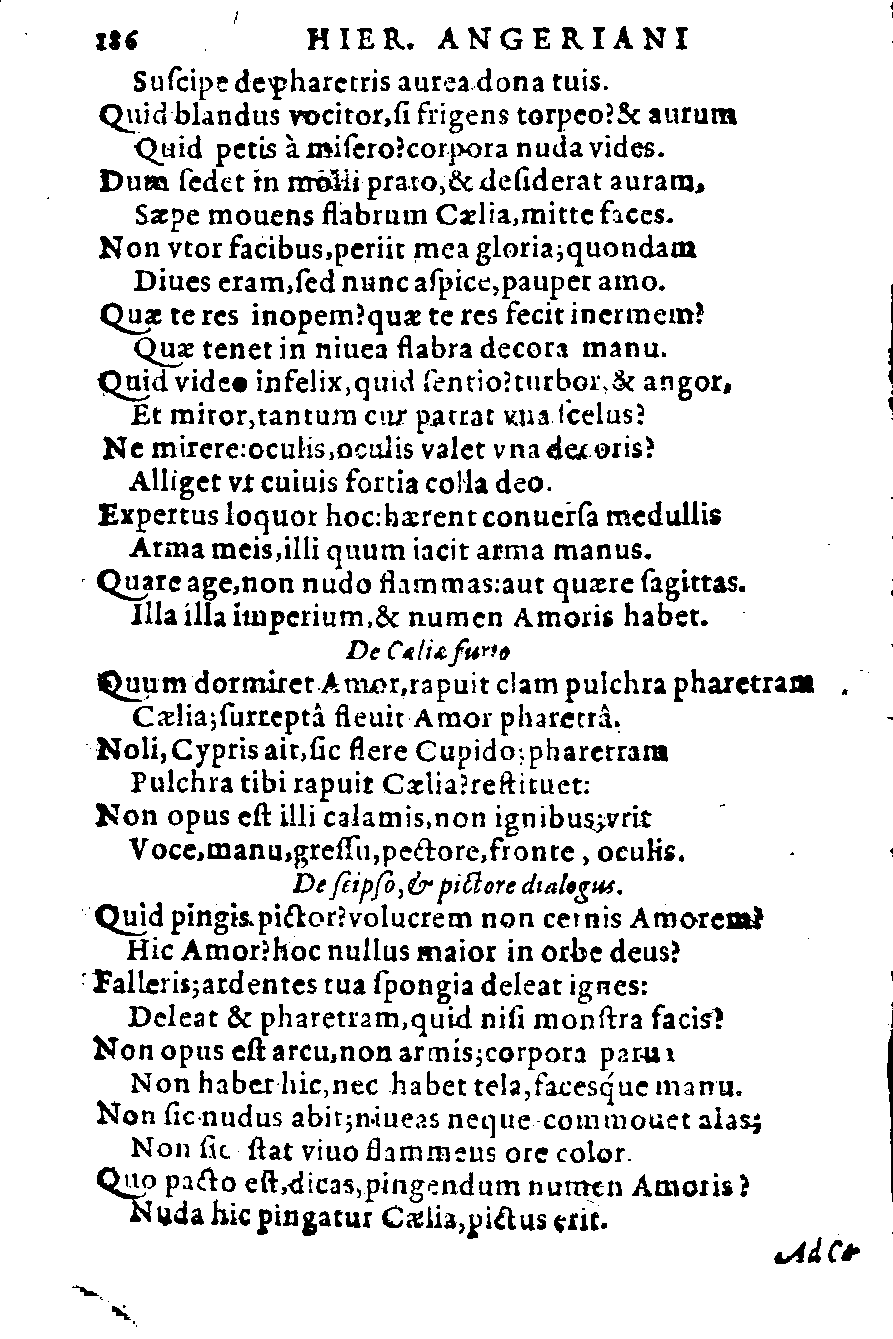 186 HIER. ANGERIANI
Suſcipe de pharetris aurea dona tuis.
Quid blandus vocitor, ſi frigens torpeo? & aurum
Quid petis à miſero? corpora nuda vides.
Dum ſedet in molli prato, & deſiderat auram,
Sæpe mouens flabrum Cælia, mitte faces.
Non vtor facibus, periit mea gloria; quondam
Diues eram, ſed nunc aſpice, pauper amo.
Quæ te res inopem? quæ te res fecit inermem?
Quæ tenet in niuea flabra decora manu.
Quid video infelix, quid ſentio? turbor, & angor,
Et miror, tantum cur patrat vna ſcelus?
Ne mirere: oculis, oculis valet vna decoris?
Alliget vt cuiuis fortia colla deo.
Expertus loquor hoc: hærent conuerſa medullis
Arma meis, illi quum iacit arma manus.
Quare age, non nudo flammas: aut quære ſagittas.
Illa illa imperium, & numen Amoris habet.
De Cæliæ furto
Quum dormiret Amor, rapuit clam pulchra pharetram
Cælia; ſurreptâ fleuit Amor pharetrâ.
Noli, Cypris ait, ſic flere Cupido; pharetram
Pulchra tibi rapuit Cælia? reſtituet:
Non opus eſt illi calamis, non ignibus; vrit
Voce, manu, greſſu, pectore, fronte, oculis.
De ſeipſo, & pictore dialogus.
Quid pingis pictor? volucrem non cernis Amorem?
Hic Amor? hoc nullus maior in orbe deus?
Falleris; ardentes tua ſpongia deleat ignes:
Deleat & pharetram, quid niſi monſtra facis?
Non opus eſt arcu, non armis; corpora parui
Non habet hic, nec habet tela, facesq́ue manu.
Non ſic nudus abit; niueas neque commouet alas;
Non ſic ſtat viuo flammeus ore color.
Quo pacto eſt, dicas, pingendum numen Amoris?
Nuda hic pingatur Cælia, pictus erit.
Ad Cæ